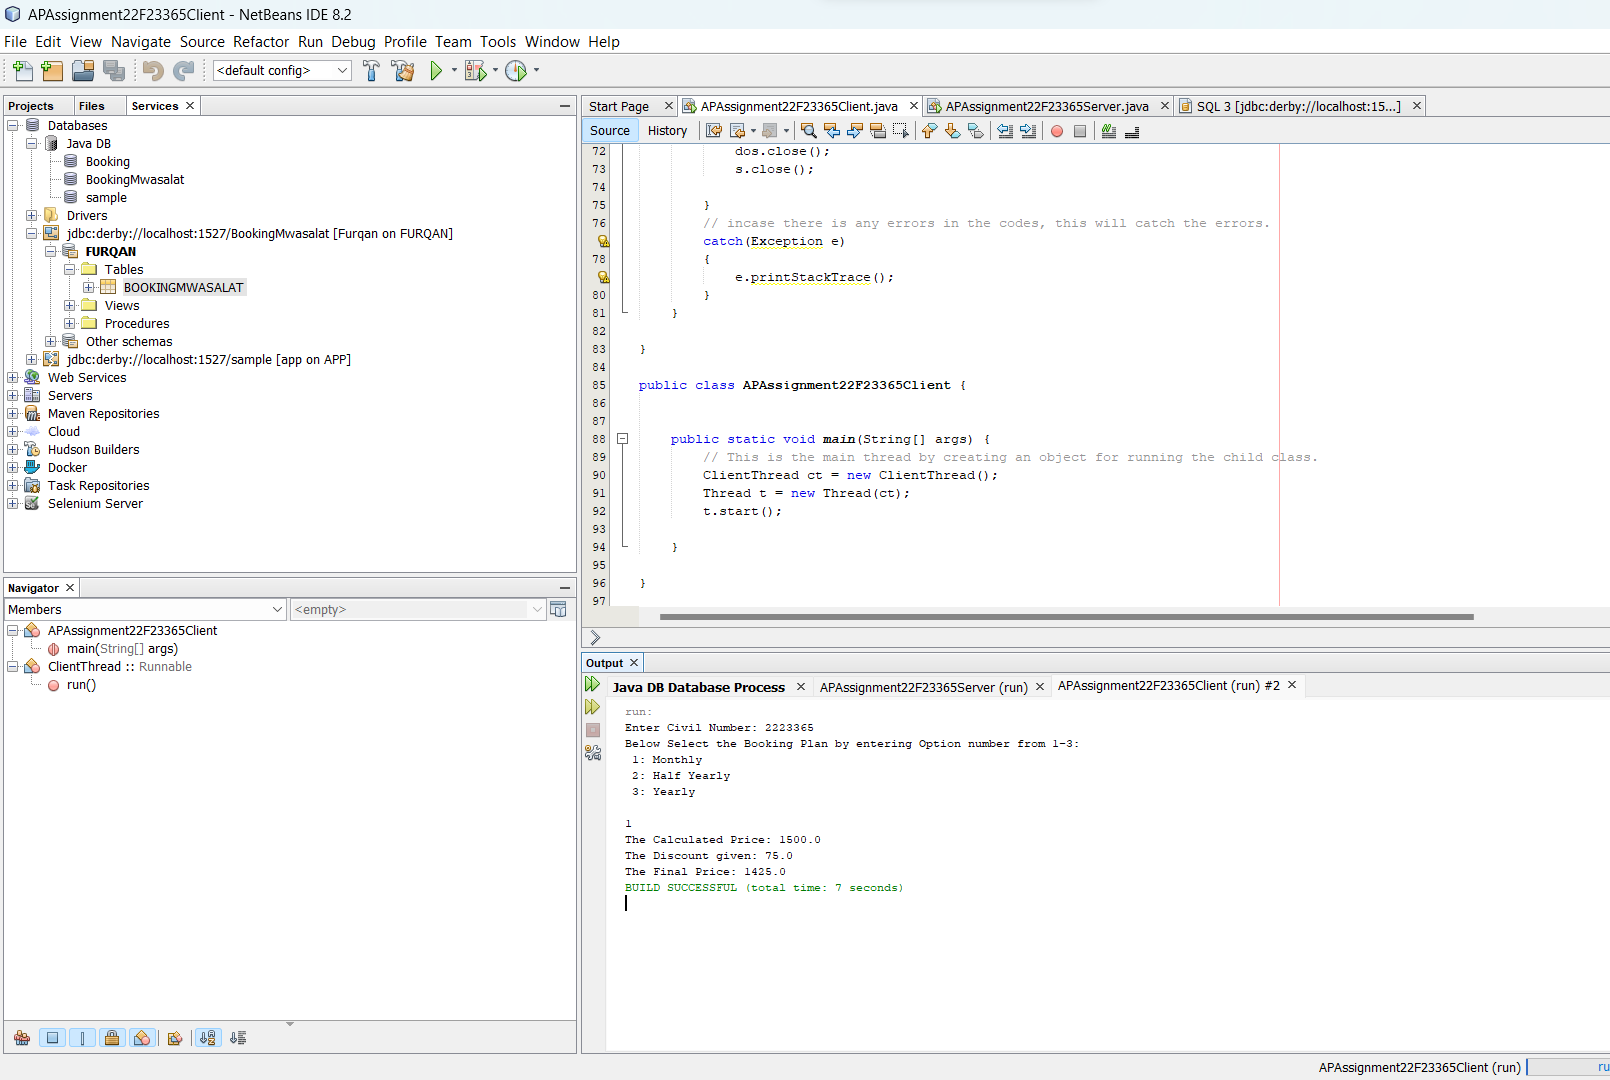 APAssignment22F23365Client - NetBeans IDE 8.2
File Edit View Navigate Source Refactor Run Debug Profile Team Tools Window Help
<default config>
Projects Files Services
Databases
Java DB
Booking
BookingMwasalat
sample
Drivers
jdbc:derby://localhost:1527/BookingMwasalat [Furqan on FURQAN]
FURQAN
Tables
BOOKINGMWASALAT
Views
Procedures
Other schemas
jdbc:derby://localhost:1527/sample [app on APP]
Web Services
Servers
Maven Repositories
Cloud
Hudson Builders
Docker
Task Repositories
Selenium Server
Navigator
Members <empty>
APAssignment22F23365Client
main(String[] args)
ClientThread :: Runnable
run()
Start Page APAssignment22F23365Client.java APAssignment22F23365Server.java SQL 3 [jdbc:derby://localhost:15...]
Source History
72 dos.close();
73 s.close();
74
75 }
76 // incase there is any errors in the codes, this will catch the errors.
catch(Exception e)
78 {
e.printStackTrace();
80 }
81 }
82
83 }
84
85 public class APAssignment22F23365Client {
86
87
88 public static void main(String[] args) {
89 // This is the main thread by creating an object for running the child class.
90 ClientThread ct = new ClientThread();
91 Thread t = new Thread(ct);
92 t.start();
93
94 }
95
96 }
97
Output
Java DB Database Process APAssignment22F23365Server (run) APAssignment22F23365Client (run) #2
run:
Enter Civil Number: 2223365
Below Select the Booking Plan by entering Option number from 1-3:
1: Monthly
2: Half Yearly
3: Yearly
1
The Calculated Price: 1500.0
The Discount given: 75.0
The Final Price: 1425.0
BUILD SUCCESSFUL (total time: 7 seconds)
APAssignment22F23365Client (run) ru